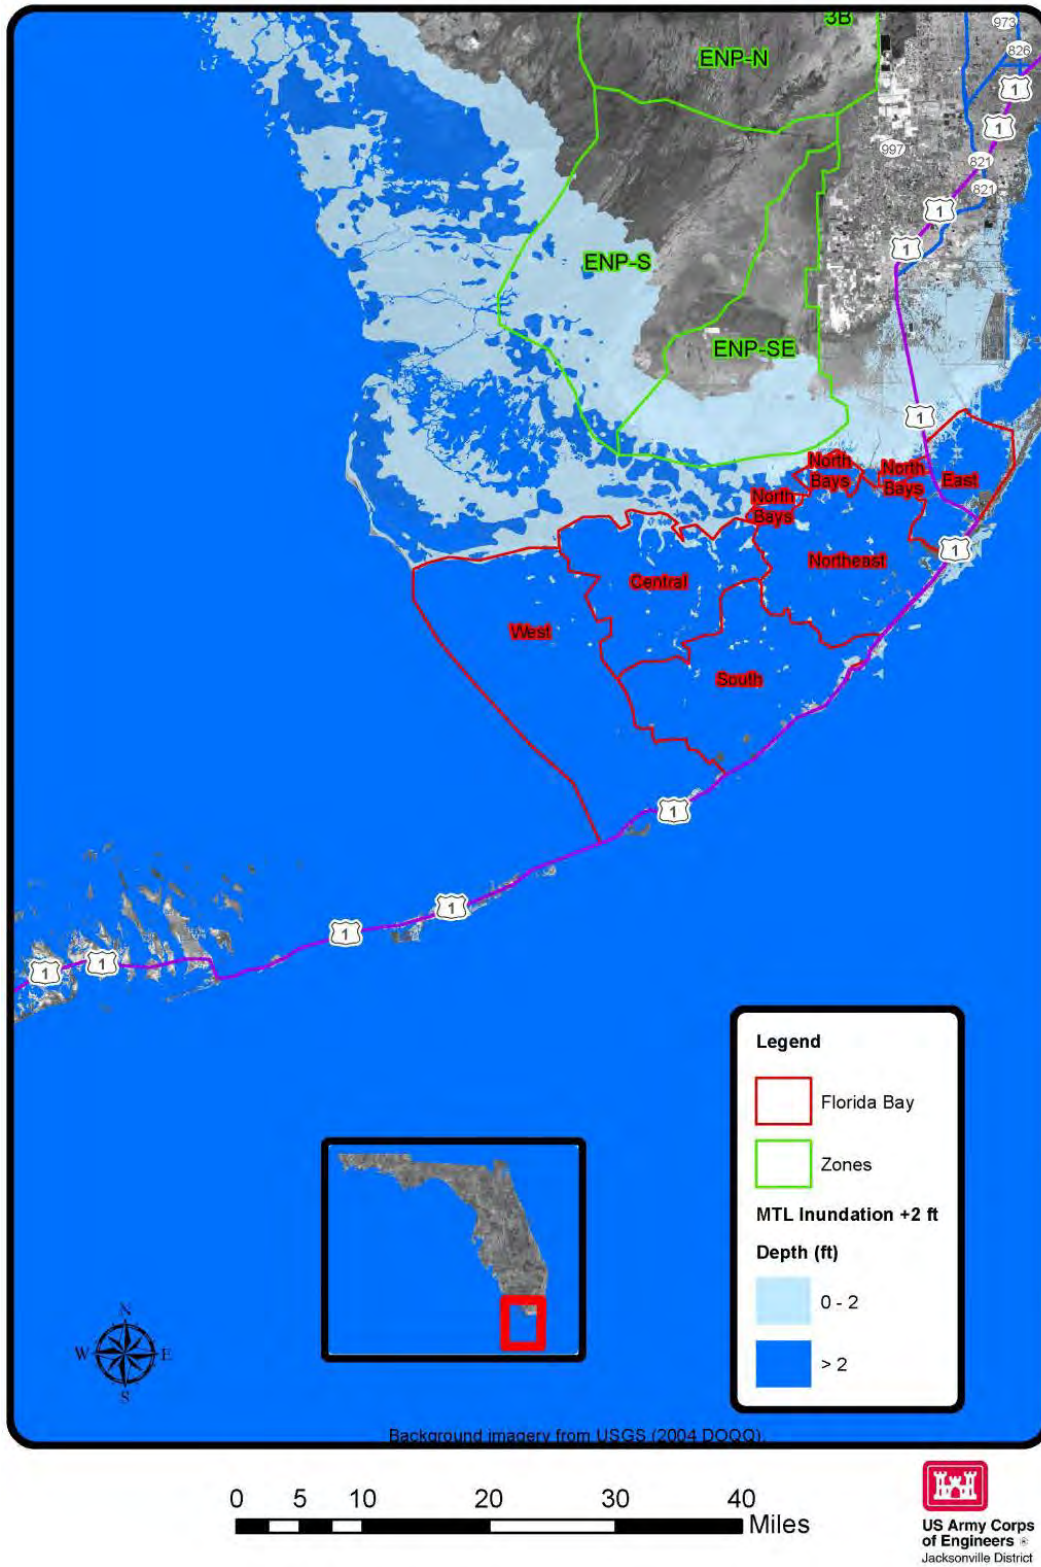 3B
973
826
ENP-N
1
1
997
821
821
1
1
ENP-S
ENP-SE
1
North
Bays
North
Bays
East
North
Bays
1
Northeast
Central
West
South
1
1
1
1
1
Legend
Florida Bay
Zones
MTL Inundation +2 ft
Depth (ft)
0 - 2
> 2
N
W
E
S
Background imagery from USGS (2004 DOQQ).
0 5 10 20 30 40
Miles
US Army Corps
of Engineers ®
Jacksonville District